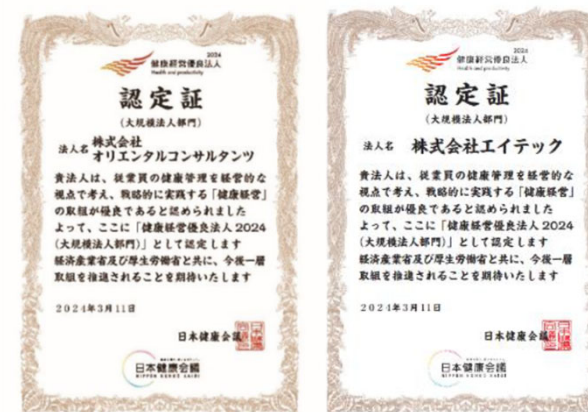 2024
健康経営優良法人
Health and productivity
認定証
(大規模法人部門)
法人名 株式会社
オリエンタルコンサルタンツ
貴法人は、従業員の健康管理を経営的な
視点で考え、戦略的に実践する「健康経営」
の取組が優良であると認められました
よって、ここに「健康経営優良法人2024
(大規模法人部門)」として認定します
経済産業省及び厚生労働省と共に、今後一層
取組を推進されることを期待いたします
2024年3月11日
日本健康会議
日本健康会議
NIPPON KENKO KAIGI
2024
健康経営優良法人
Health and productivity
認定証
(大規模法人部門)
法人名 株式会社エイテック
貴法人は、従業員の健康管理を経営的な
視点で考え、戦略的に実践する「健康経営」
の取組が優良であると認められました
よって、ここに「健康経営優良法人2024
(大規模法人部門)」として認定します
経済産業省及び厚生労働省と共に、今後一層
取組を推進されることを期待いたします
2024年3月11日
日本健康会議
日本健康会議
NIPPON KENKO KAIGI